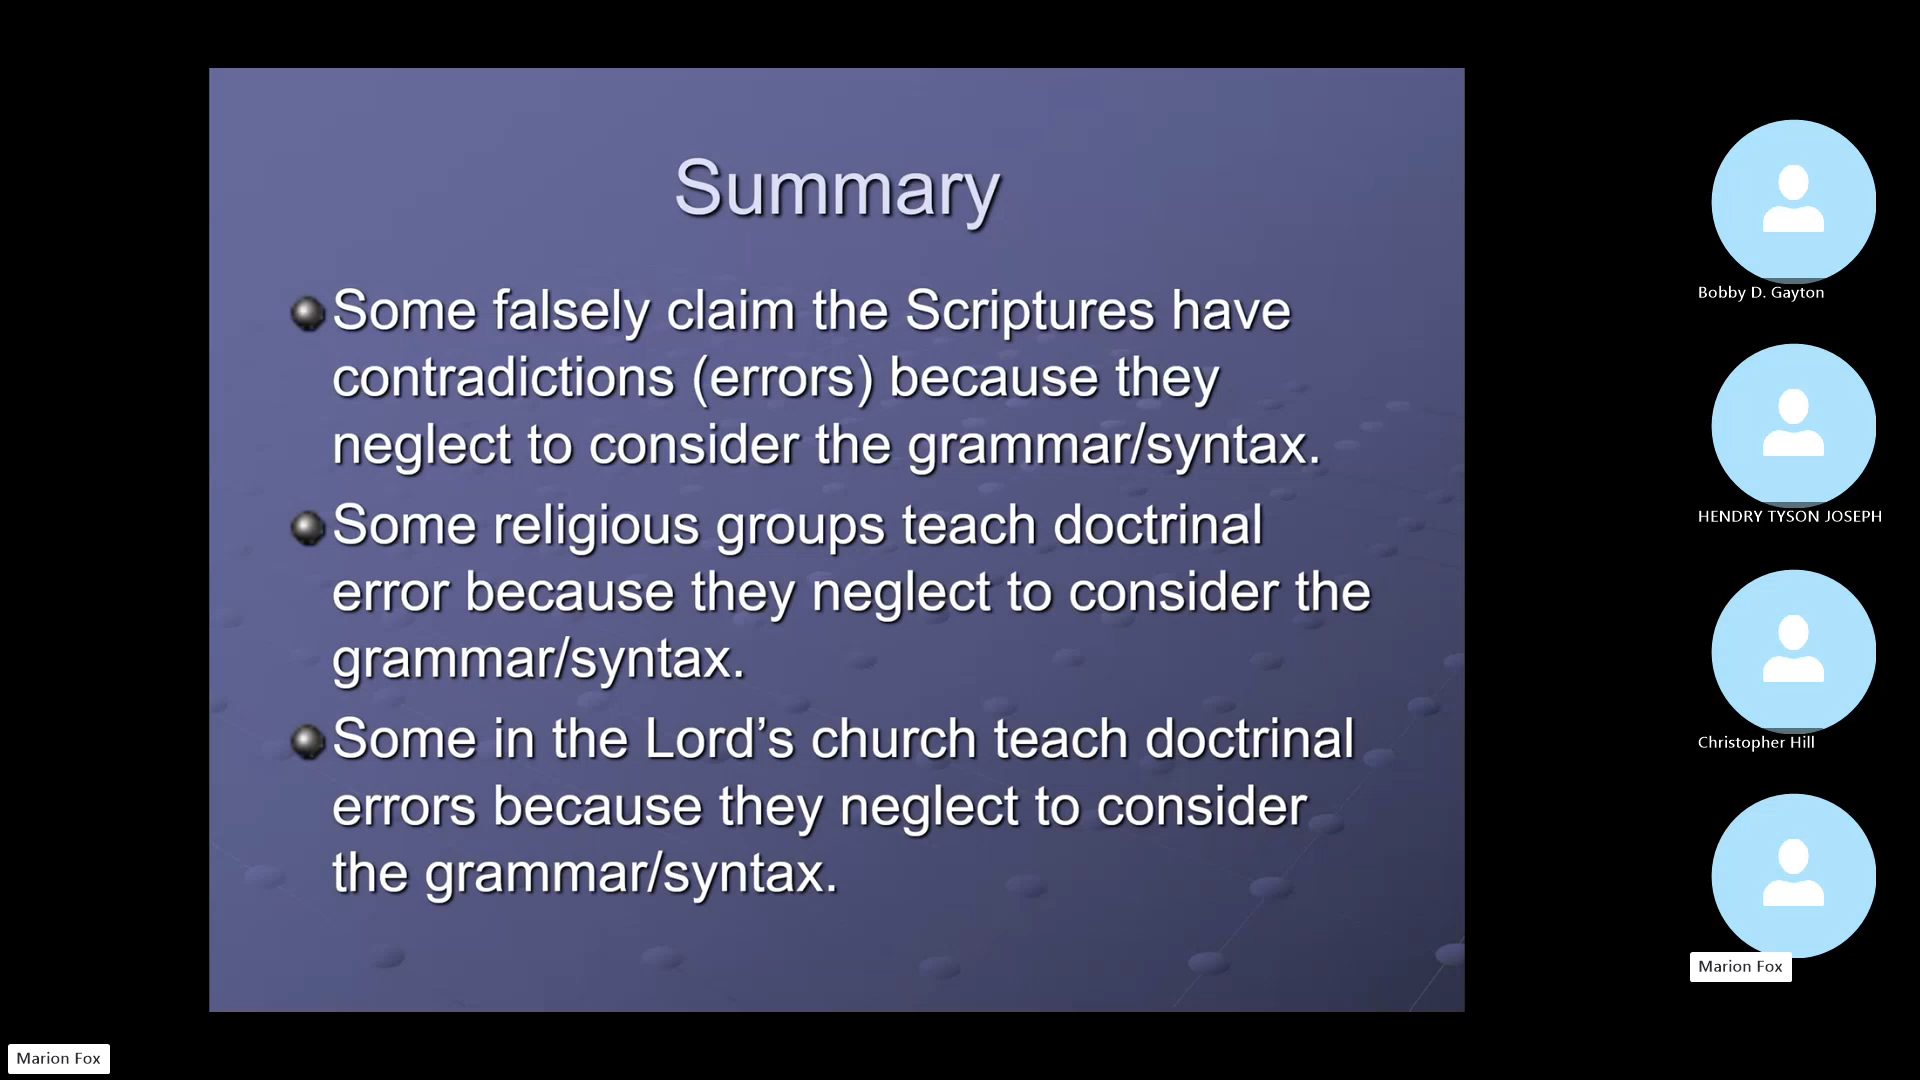 Summary
Some falsely claim the Scriptures have
contradictions (errors) because they
neglect to consider the grammar/syntax.
Some religious groups teach doctrinal
error because they neglect to consider the
grammar/syntax.
Some in the Lord’s church teach doctrinal
errors because they neglect to consider
the grammar/syntax.
Bobby D. Gayton
HENDRY TYSON JOSEPH
Christopher Hill
Marion Fox
Marion Fox